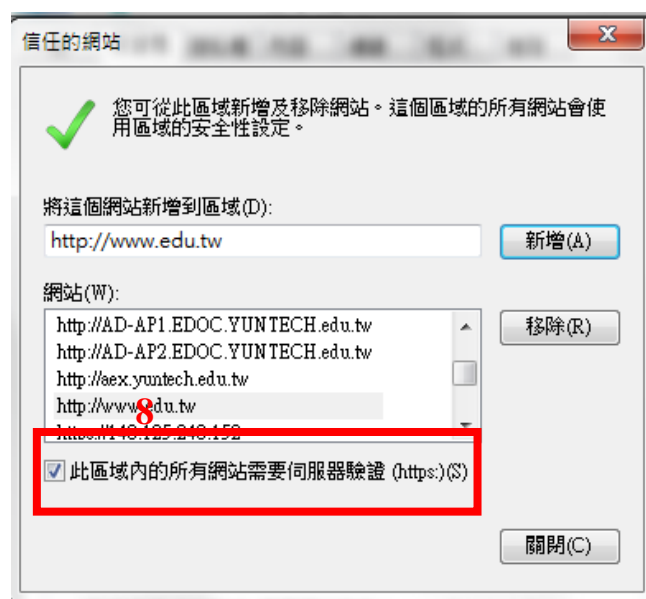 信任的網站
您可從此區域新增及移除網站。這個區域的所有網站會使
用區域的安全性設定。
將這個網站新增到區域(D):
http://www.edu.tw
新增(A)
網站(W):
http://AD-AP1.EDOC.YUNTECH.edu.tw
移除(R)
http://AD-AP2.EDOC.YUNTECH.edu.tw
http://aex.yuntech.edu.tw
http://www.edu.tw
8
此區域內的所有網站需要伺服器驗證 (https:)(S)
關閉(C)